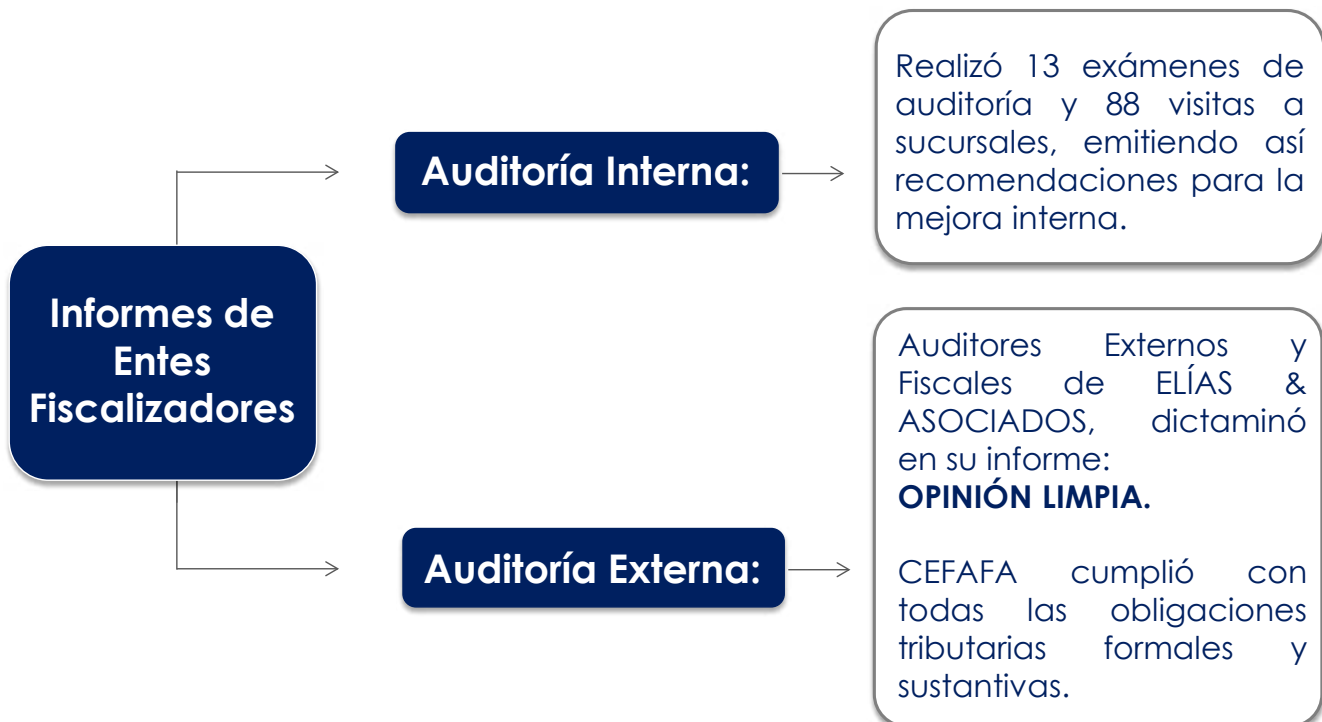 Informes de
Entes
Fiscalizadores
Auditoría Interna:
Realizó 13 exámenes de
auditoría y 88 visitas a
sucursales, emitiendo así
recomendaciones para la
mejora interna.
Auditoría Externa:
Auditores Externos y
Fiscales de ELÍAS &
ASOCIADOS, dictaminó
en su informe:
OPINIÓN LIMPIA.
CEFAFA cumplió con
todas las obligaciones
tributarias formales y
sustantivas.